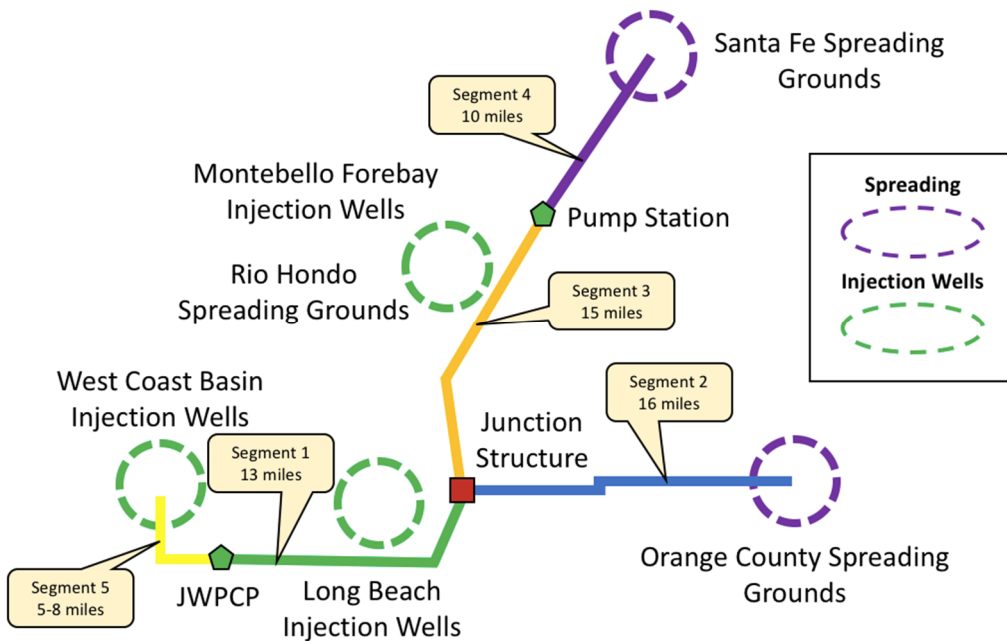 Santa Fe Spreading
Grounds
Segment 4
10 miles
Montebello Forebay
Injection Wells
Pump Station
Spreading
Injection Wells
Rio Hondo
Spreading Grounds
Segment 3
15 miles
West Coast Basin
Injection Wells
Segment 2
16 miles
Junction
Structure
Segment 1
13 miles
Orange County Spreading
Grounds
Segment 5
5-8 miles
JWPCP
Long Beach
Injection Wells